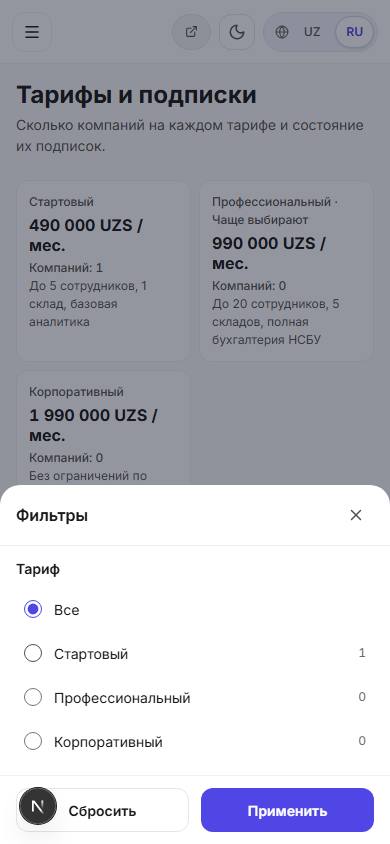 UZ
RU
Тарифы и подписки
Сколько компаний на каждом тарифе и состояние
их подписок.
Стартовый
490 000 UZS /
мес.
Компаний: 1
До 5 сотрудников, 1
склад, базовая
аналитика
Профессиональный ·
Чаще выбирают
990 000 UZS /
мес.
Компаний: 0
До 20 сотрудников, 5
складов, полная
бухгалтерия НСБУ
Корпоративный
1 990 000 UZS /
мес.
Компаний: 0
Без ограничений по
Фильтры
Тариф
Все
Стартовый 1
Профессиональный 0
Корпоративный 0
N
Сбросить
Применить